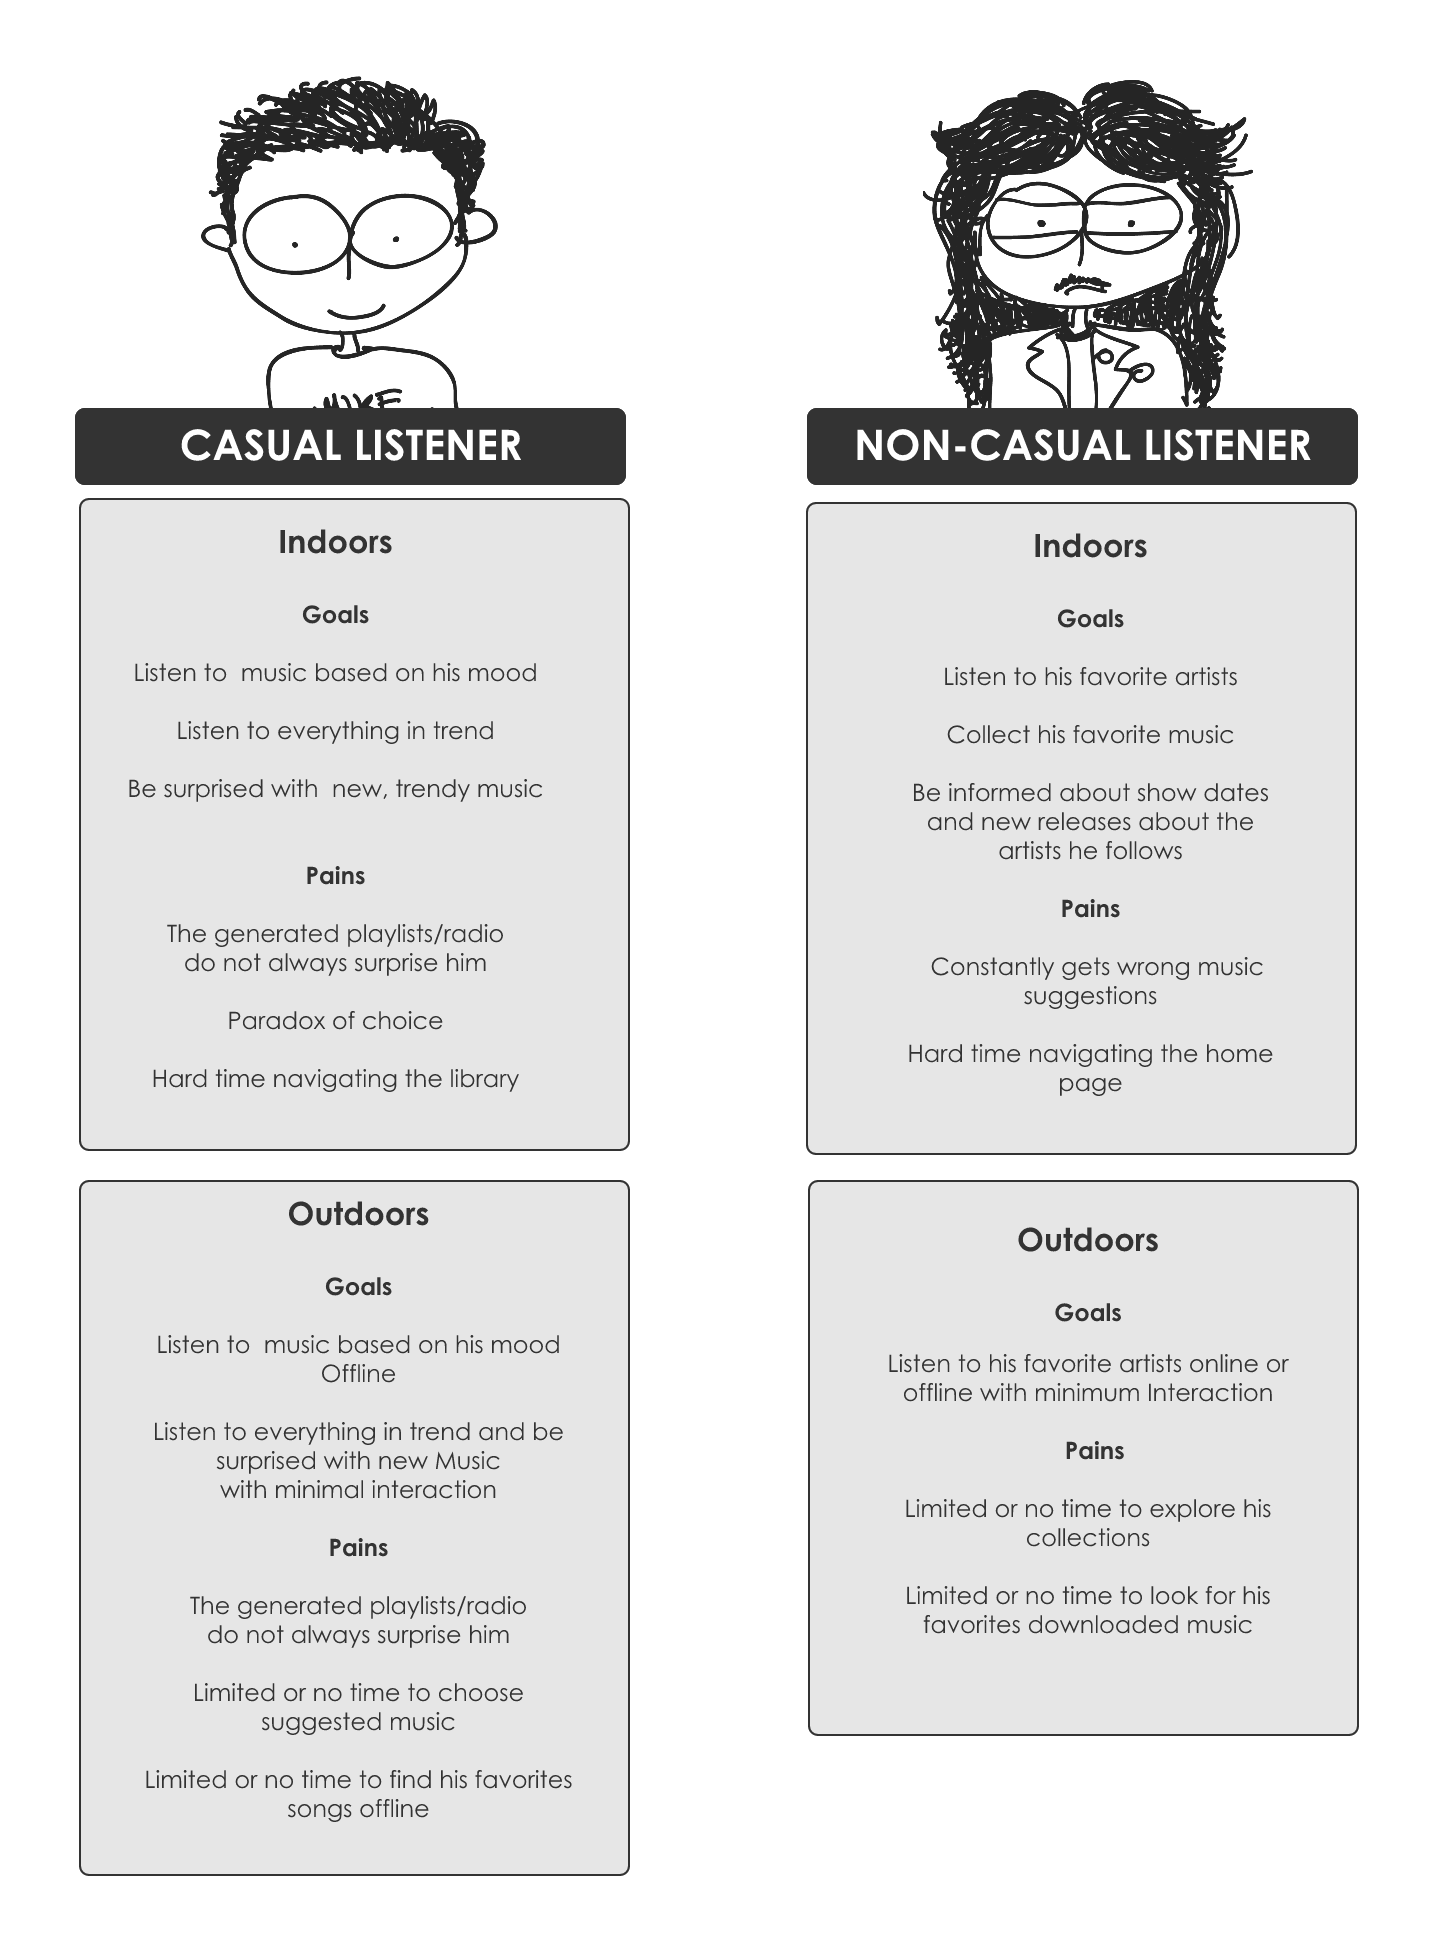 CASUAL LISTENER
Indoors
Goals
Listen to  music based on his mood
Listen to everything in trend
Be surprised with  new, trendy music
Pains
The generated playlists/radio
do not always surprise him
Paradox of choice
Hard time navigating the library
Outdoors
Goals
Listen to  music based on his mood
Offline
Listen to everything in trend and be
surprised with new Music
with minimal interaction
Pains
The generated playlists/radio
do not always surprise him
Limited or no time to choose
suggested music
Limited or no time to find his favorites
songs offline
NON-CASUAL LISTENER
Indoors
Goals
Listen to his favorite artists
Collect his favorite music
Be informed about show dates
and new releases about the
artists he follows
Pains
Constantly gets wrong music
suggestions
Hard time navigating the home
page
Outdoors
Goals
Listen to his favorite artists online or
offline with minimum Interaction
Pains
Limited or no time to explore his
collections
Limited or no time to look for his
favorites downloaded music